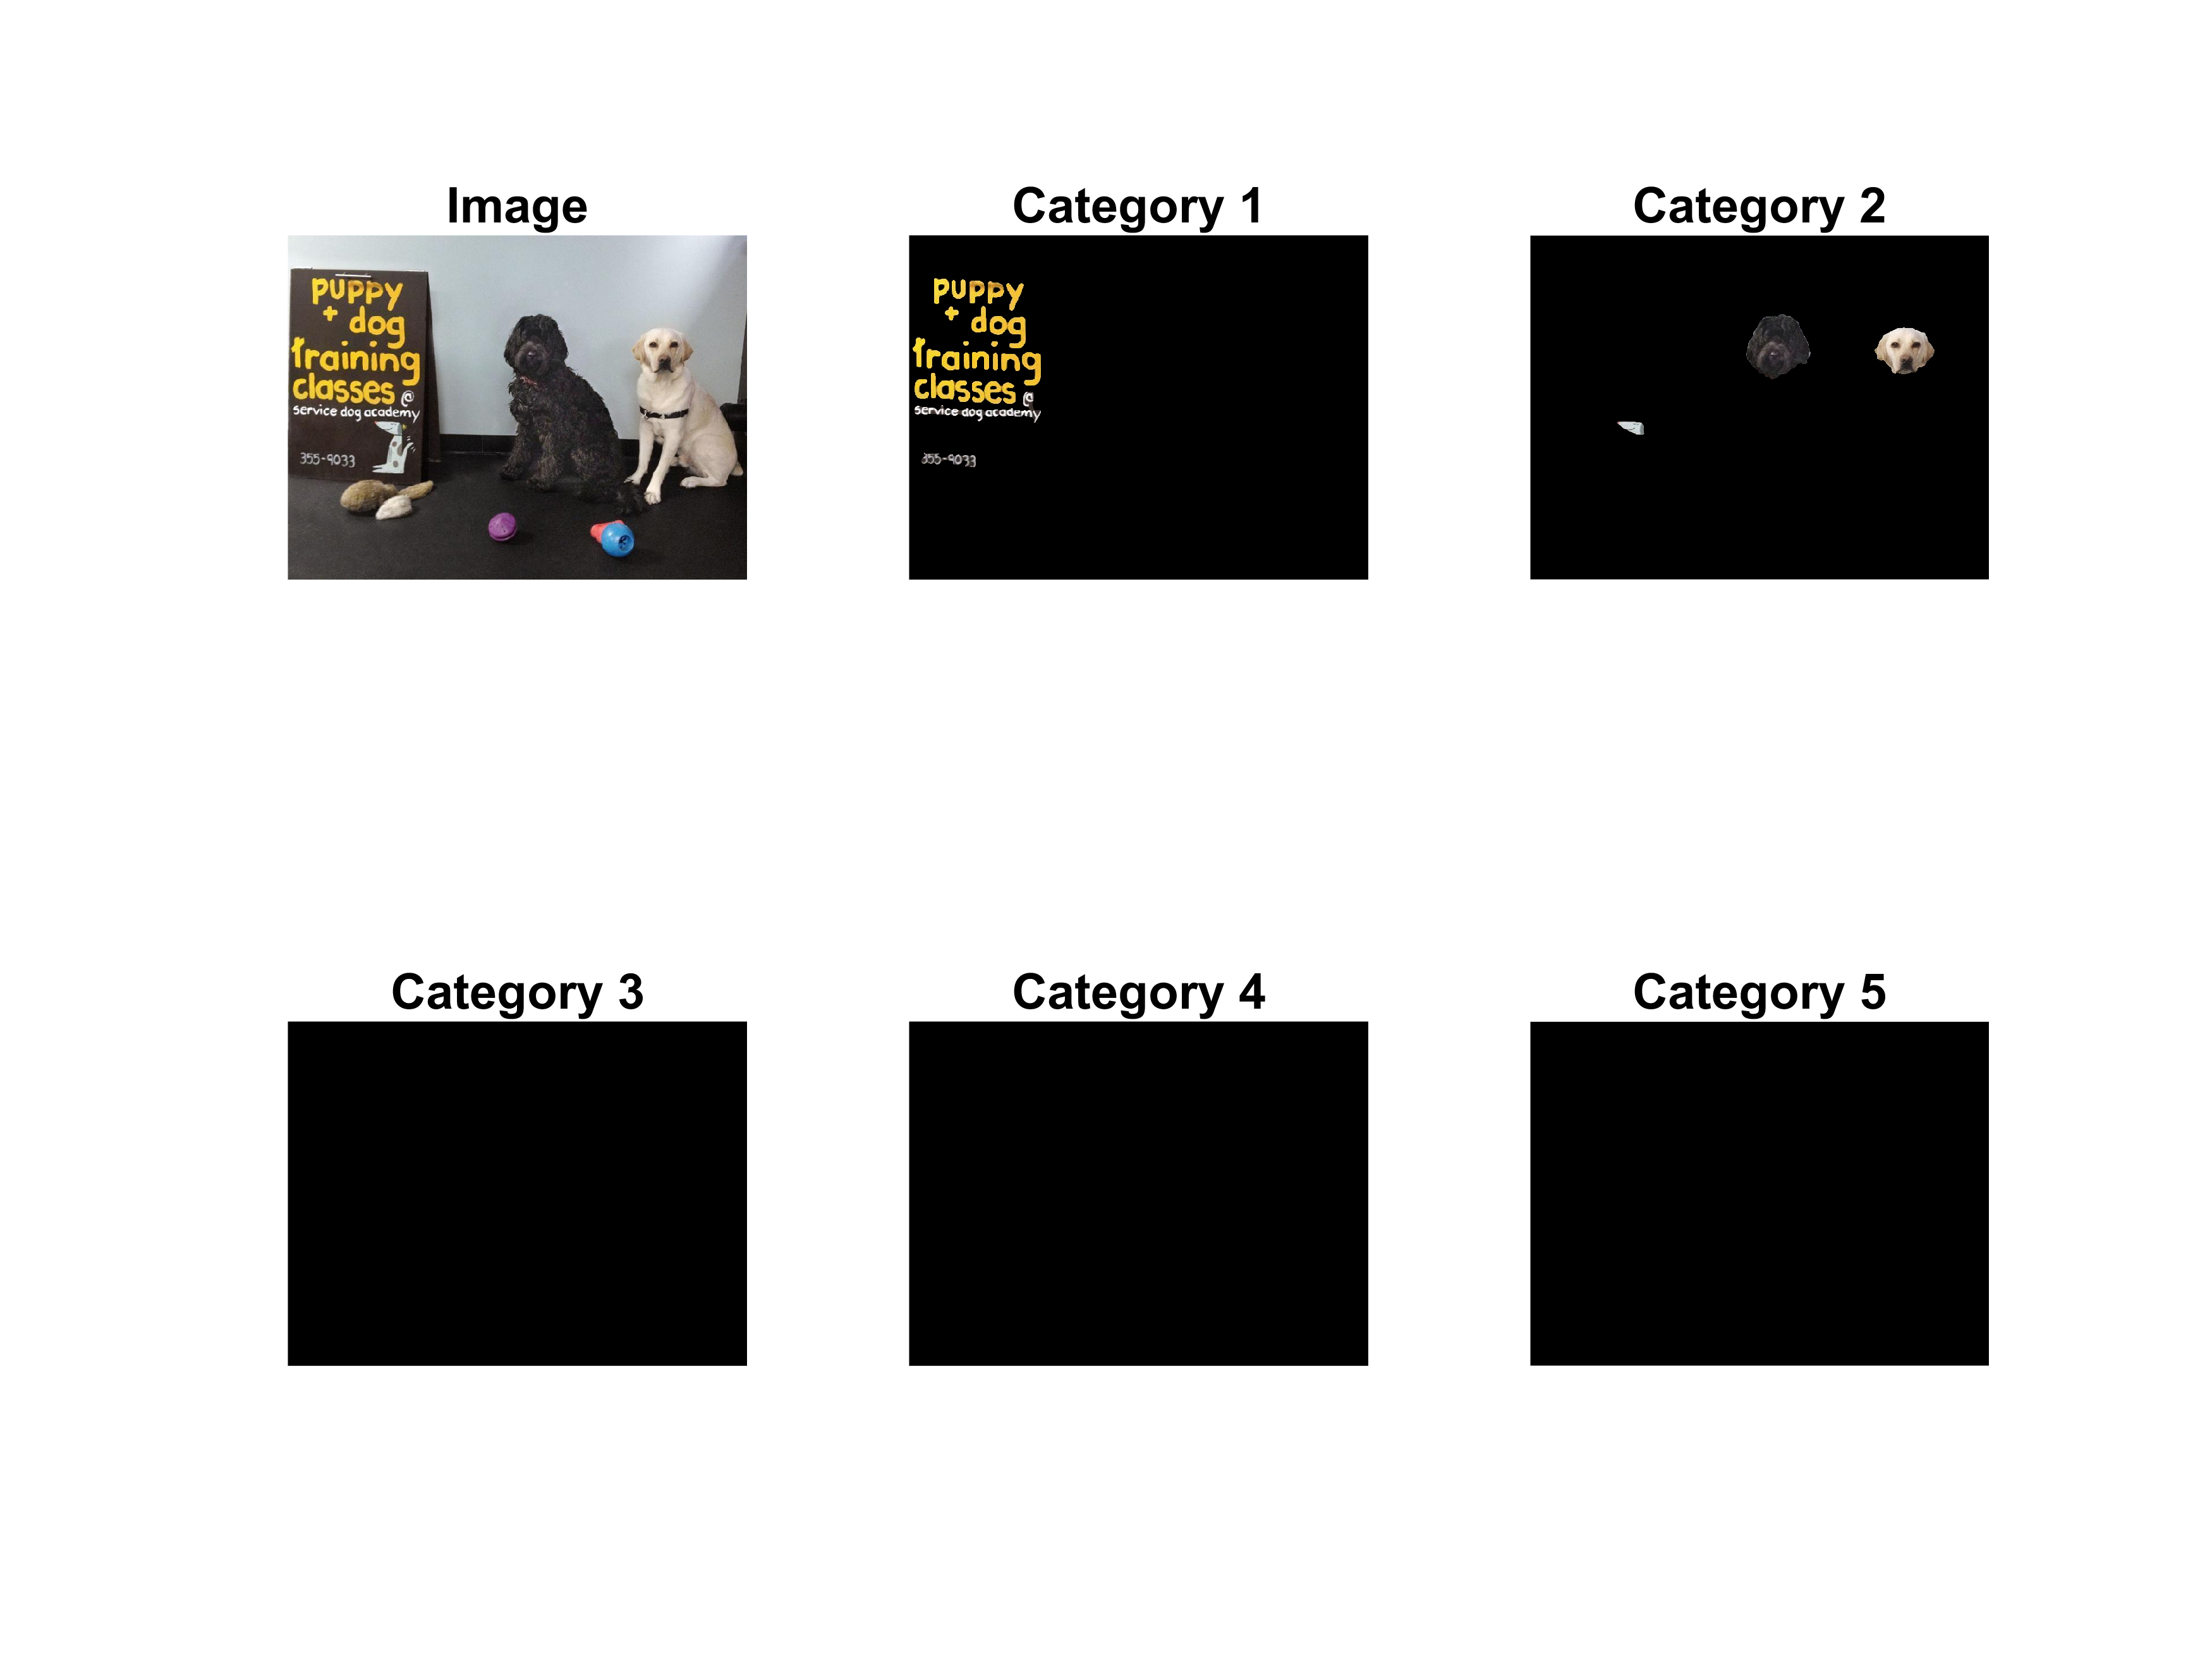 Image
Category 1
Category 2
puppy
+ dog
training
classes @
service dog academy
355-9033
puppy
+ dog
training
classes @
service dog academy
355-9033
Category 3
Category 4
Category 5